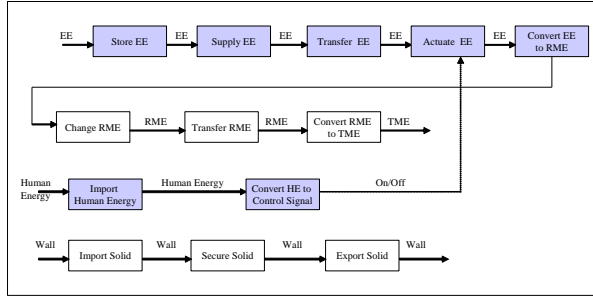 EE Store EE EE Supply EE EE Transfer EE EE Actuate EE EE Convert EE
to RME
Change RME RME Transfer RME RME Convert RME
to TME TME
Human
Energy Import
Human Energy Human Energy Convert HE to
Control Signal On/Off
Wall Import Solid Wall Secure Solid Wall Export Solid Wall